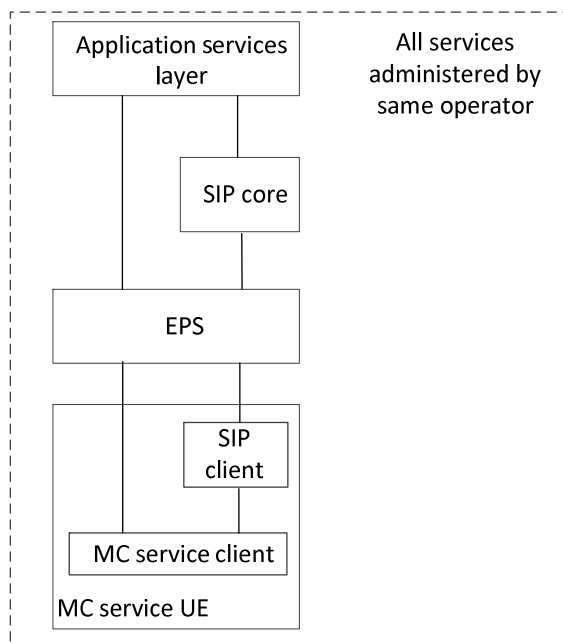 Application services
layer
All services
administered by
same operator
SIP core
EPS
SIP
client
MC service client
MC service UE